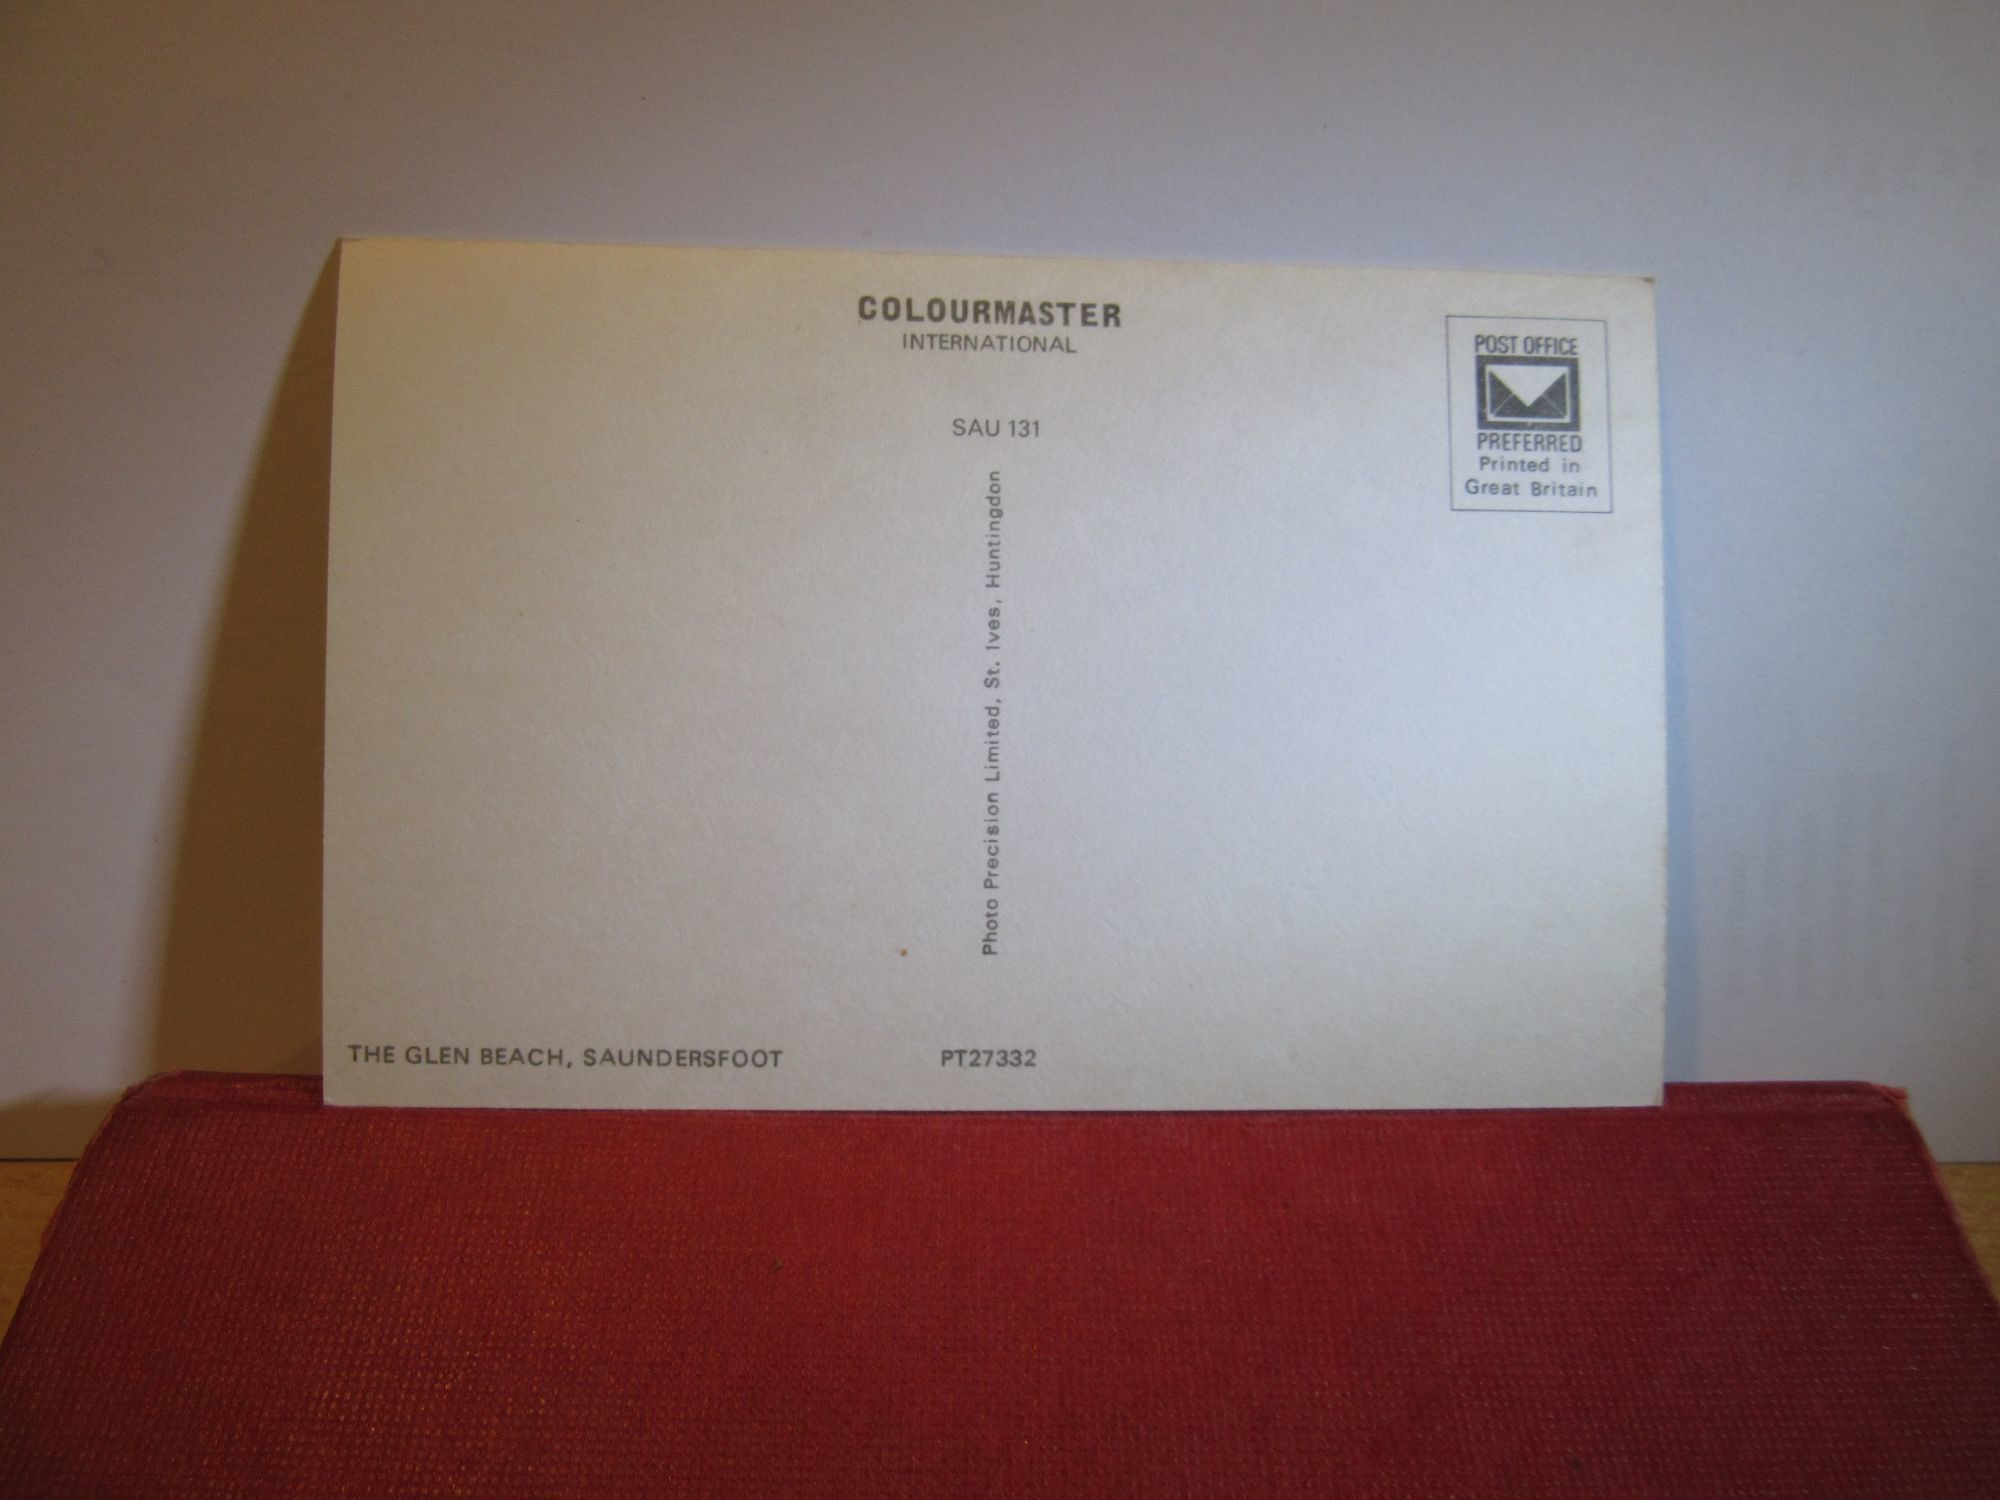 COLOURMASTER
INTERNATIONAL
SAU 131
POST OFFICE
PREFERRED
Printed in
Great Britain
Photo Precision Limited, St. Ives, Huntingdon
THE GLEN BEACH, SAUNDERSFOOT
PT27332